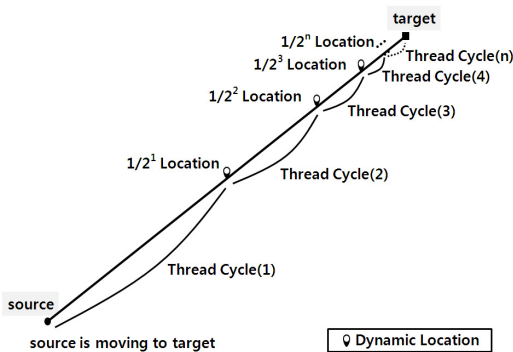 target
1/2ⁿ Location
Thread Cycle(n)
1/2³ Location
Thread Cycle(4)
1/2² Location
Thread Cycle(3)
1/2¹ Location
Thread Cycle(2)
Thread Cycle(1)
source
source is moving to target
Dynamic Location